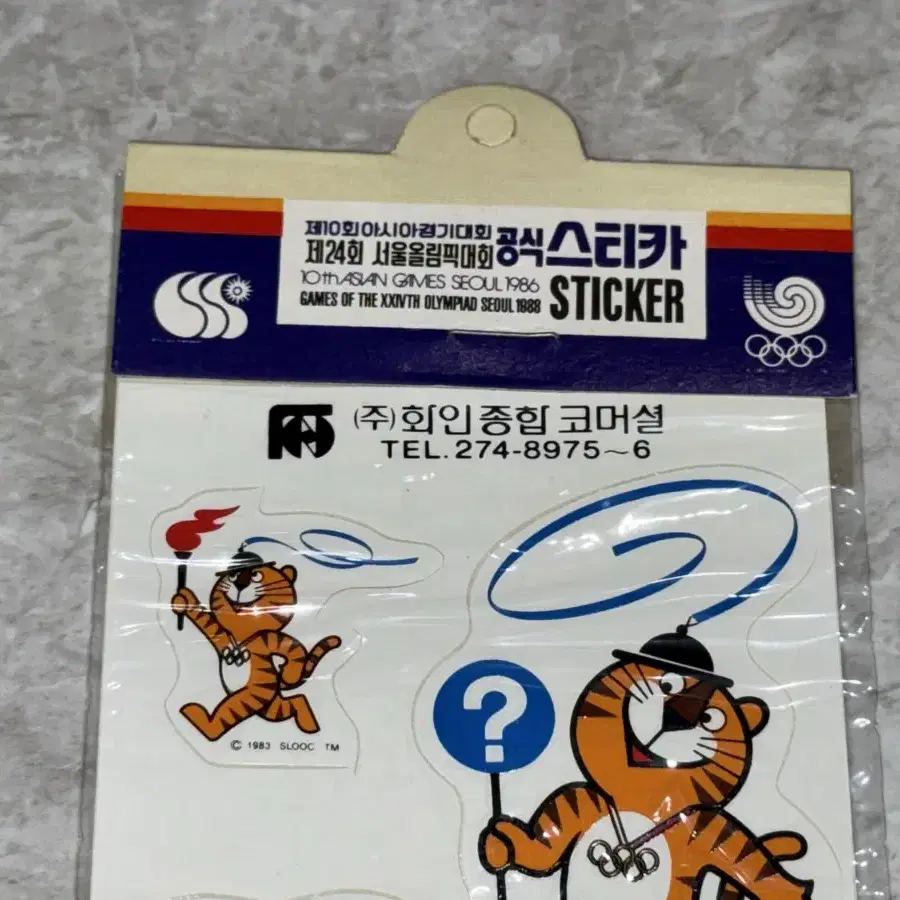 제10회아시아경기대회
제24회 서울올림픽대회
공식스티카
10th ASIAN GAMES SEOUL 1986
GAMES OF THE XXIVTH OLYMPIAD SEOUL 1988
STICKER
(주)화인종합 코머셜
TEL.274-8975~6
?
© 1983 SLOOC TM